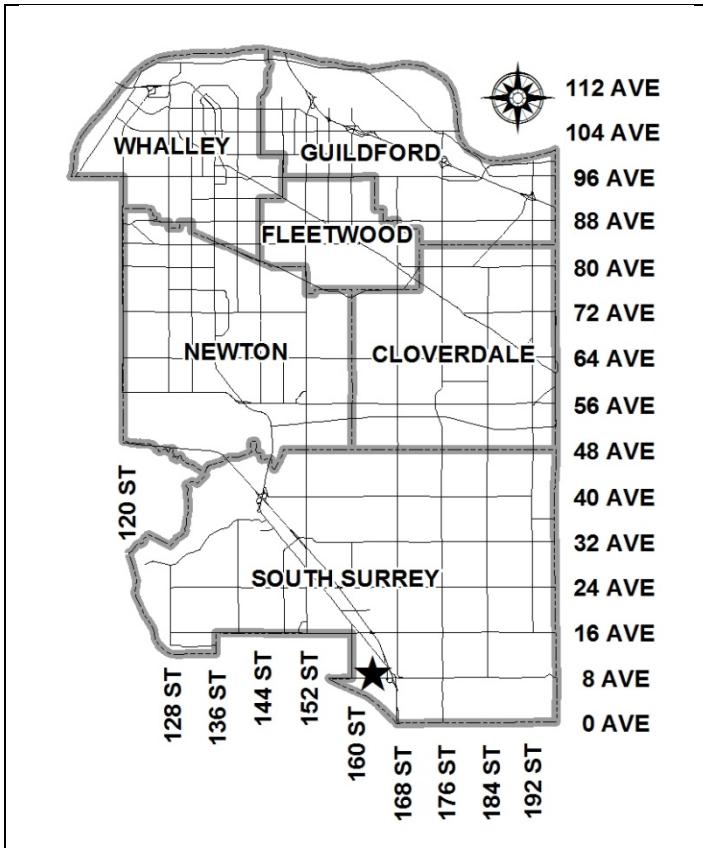 112 AVE
104 AVE
WHALLEY
GUILDFORD
96 AVE
88 AVE
FLEETWOOD
80 AVE
72 AVE
NEWTON
CLOVERDALE
64 AVE
56 AVE
48 AVE
120 ST
40 AVE
32 AVE
SOUTH SURREY
24 AVE
16 AVE
128 ST
136 ST
144 ST
152 ST
8 AVE
160 ST
0 AVE
168 ST
176 ST
184 ST
192 ST